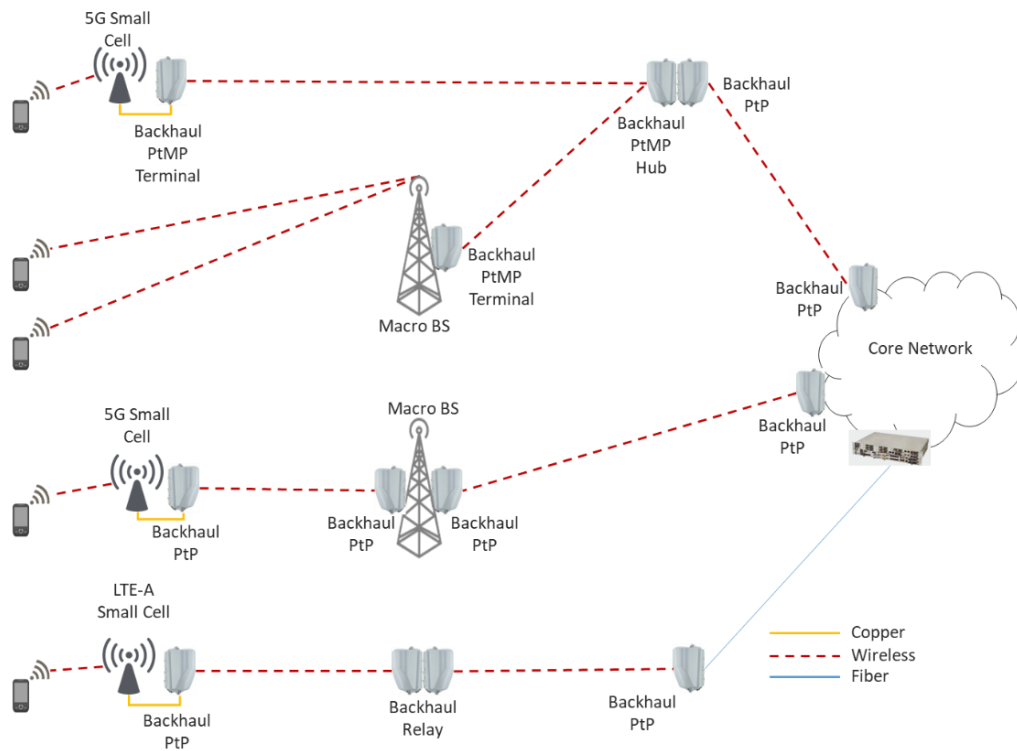 5G Small
Cell
Backhaul
PtMP
Terminal
Backhaul
PtMP
Hub
Backhaul
PtP
Backhaul
PtMP
Terminal
Macro BS
Backhaul
PtP
Core Network
5G Small
Cell
Backhaul
PtP
Macro BS
Backhaul
PtP
Backhaul
PtP
Backhaul
PtP
LTE-A
Small Cell
Backhaul
PtP
Backhaul
Relay
Backhaul
PtP
Copper
Wireless
Fiber